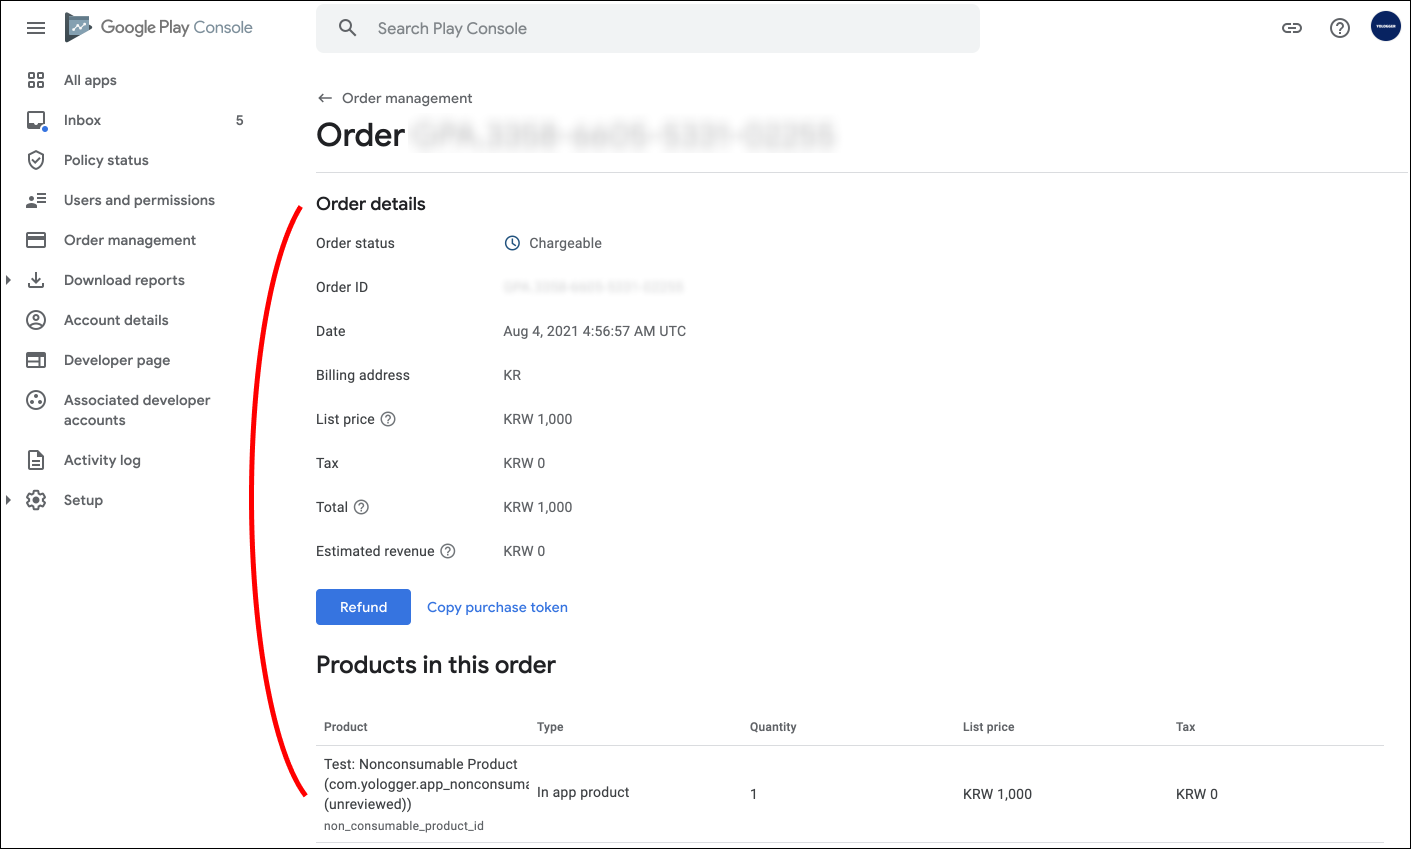 Google Play Console
Search Play Console
YOLOGGER
All apps
Inbox 5
Policy status
Users and permissions
Order management
Download reports
Account details
Developer page
Associated developer
accounts
Activity log
Setup
Order management
Order
Order details
Order status Chargeable
Order ID
Date Aug 4, 2021 4:56:57 AM UTC
Billing address KR
List price KRW 1,000
Tax KRW 0
Total KRW 1,000
Estimated revenue KRW 0
Refund Copy purchase token
Products in this order
Product Type Quantity List price Tax
Test: Nonconsumable Product
(com.yologger.app_nonconsuma
(unreviewed))
non_consumable_product_id
In app product 1 KRW 1,000 KRW 0